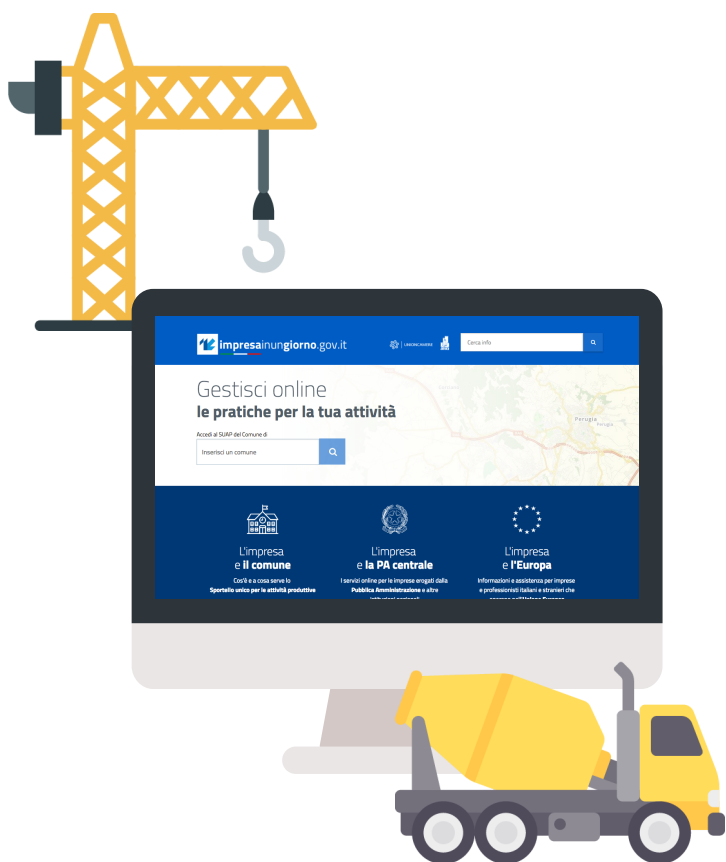 impresainungiorno.gov.it
UNIONCAMERE
Cerca info
Gestisci online
le pratiche per la tua attività
Perugia
Perugia
Accedi al SUAP del Comune di
Inserisci un comune
L'impresa
e il comune
Cos'è e a cosa serve lo
Sportello unico per le attività produttive
L'impresa
e la PA centrale
I servizi online per le imprese erogati dalla
Pubblica Amministrazione e altre
L'impresa
e l'Europa
Informazioni e assistenza per imprese
e professionisti italiani e stranieri che